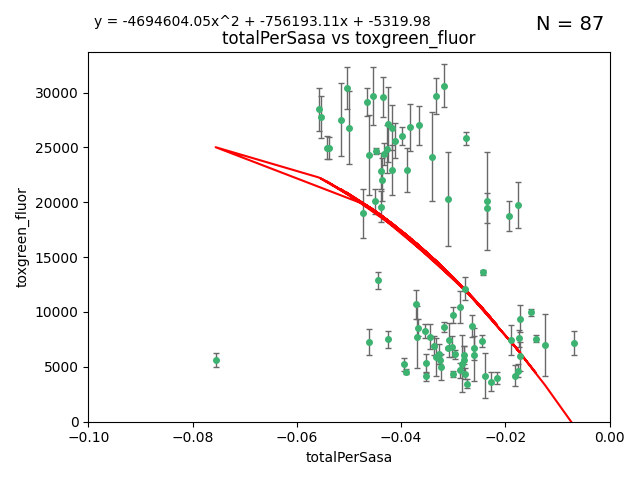 y = -4694604.05x^2 + -756193.11x + -5319.98
N = 87
totalPerSasa vs toxgreen_fluor
toxgreen_fluor
30000
25000
20000
15000
10000
5000
0
−0.10
−0.08
−0.06
−0.04
−0.02
0.00
totalPerSasa